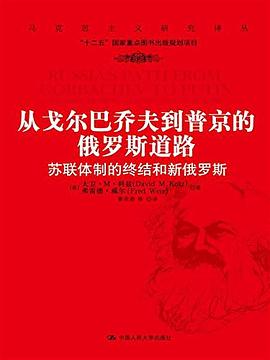 马克思主义研究译丛
“十二五”国家重点图书出版规划项目
RUSSIA'S PATH FROM
GORBACHEV TO PUTIN
从戈尔巴乔夫到普京的
俄罗斯道路
苏联体制的终结和新俄罗斯
[美] 大卫·M·科兹 (David M. Kotz)
弗雷德·威尔 (Fred Weir)
中国人民大学出版社